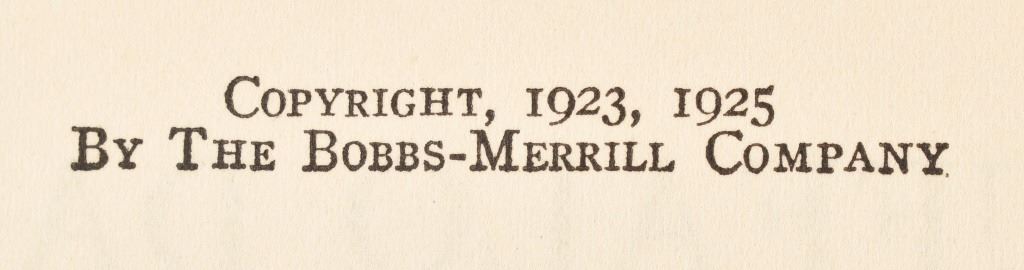 Copyright, 1923, 1925
By The Bobbs-Merrill Company